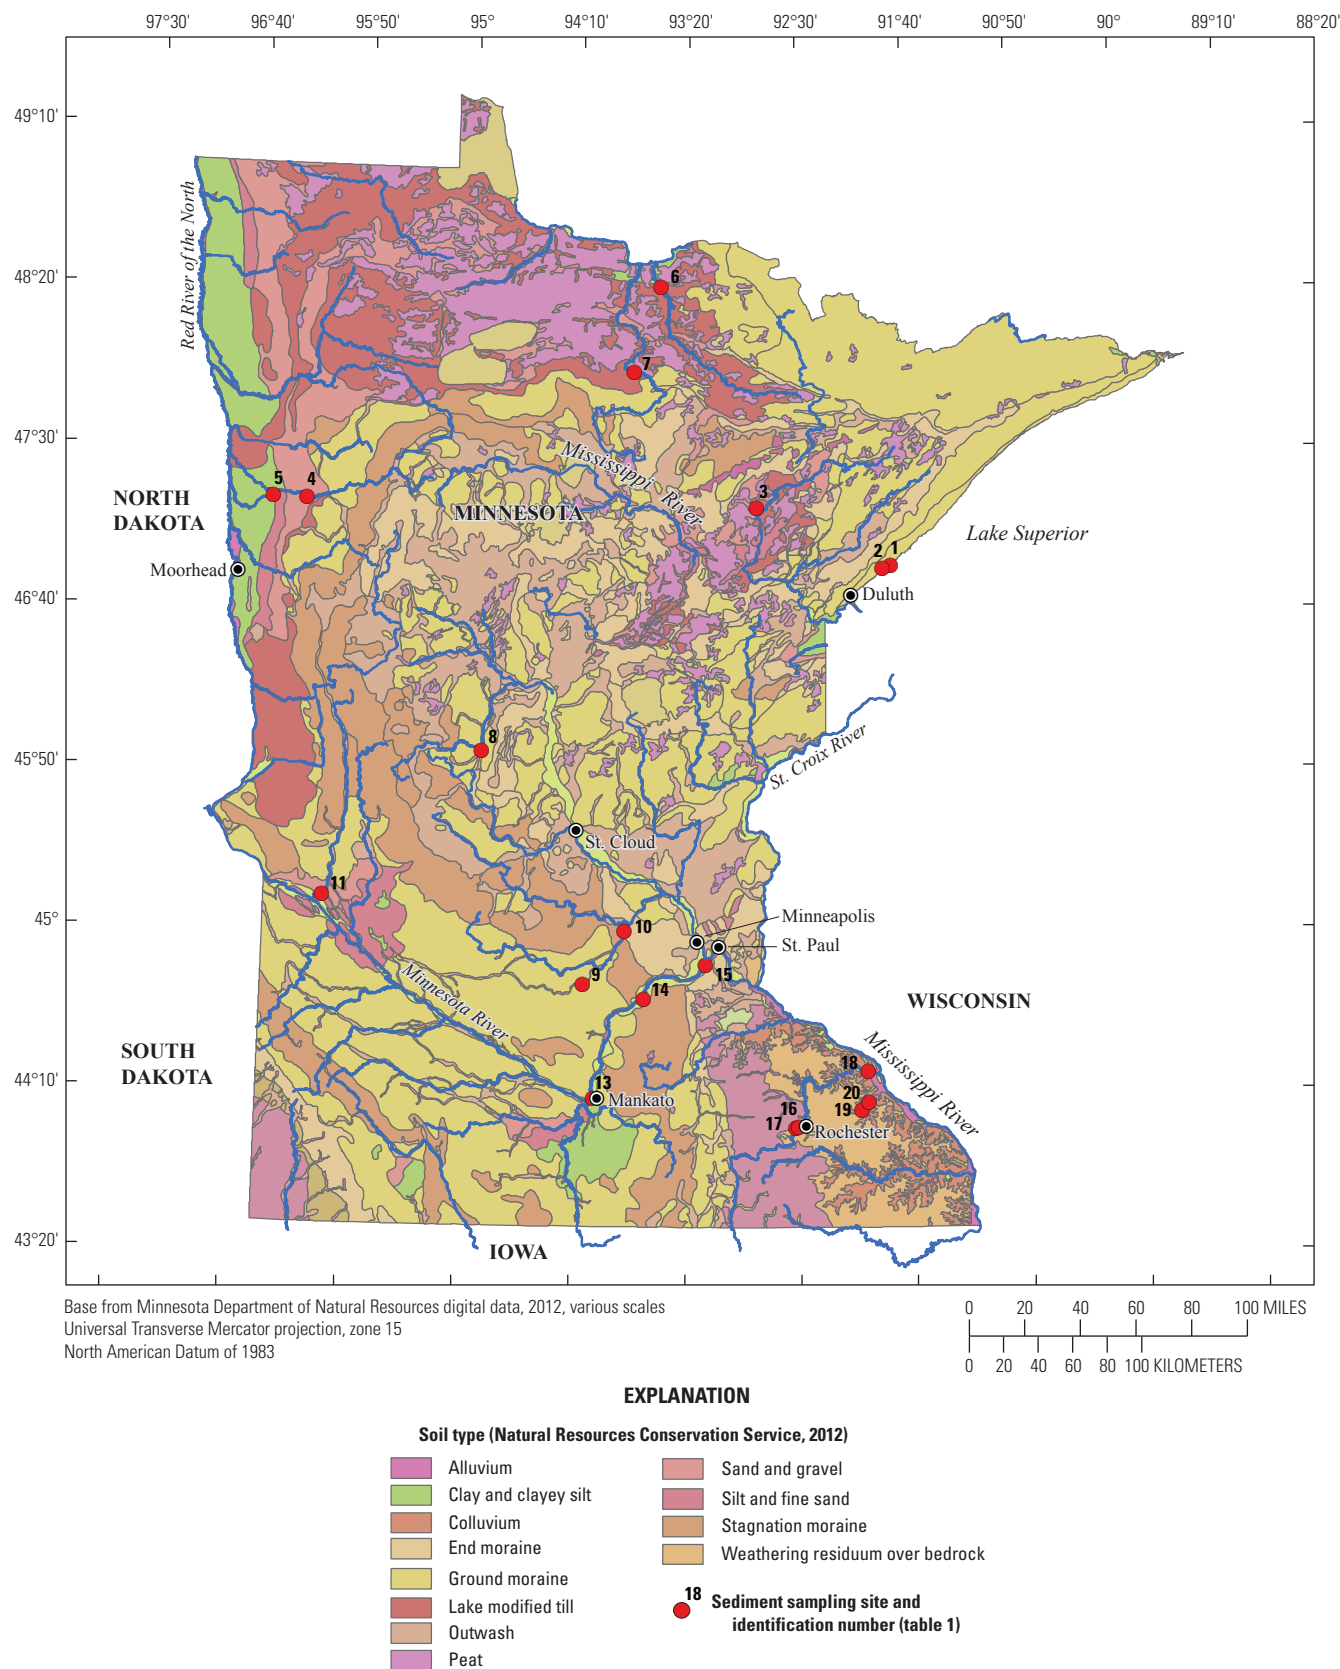 97°30' 96°40' 95°50' 95° 94°10' 93°20' 92°30' 91°40' 90°50' 90° 89°10' 88°20'
49°10'
48°20'
47°30'
46°40'
45°50'
45°
44°10'
43°20'
Red River of the North
6
7
Mississippi River
5
4
3
NORTH
DAKOTA
MINNESOTA
Lake Superior
2
1
Moorhead
Duluth
8
St. Croix River
St. Cloud
11
10
Minneapolis
St. Paul
15
9
14
Minnesota River
WISCONSIN
SOUTH
DAKOTA
Mississippi River
18
13
Mankato
20
19
16
17
Rochester
IOWA
Base from Minnesota Department of Natural Resources digital data, 2012, various scales
Universal Transverse Mercator projection, zone 15
North American Datum of 1983
0 20 40 60 80 100 MILES
0 20 40 60 80 100 KILOMETERS
EXPLANATION
Soil type (Natural Resources Conservation Service, 2012)
Alluvium
Clay and clayey silt
Colluvium
End moraine
Ground moraine
Lake modified till
Outwash
Peat
Sand and gravel
Silt and fine sand
Stagnation moraine
Weathering residuum over bedrock
18
Sediment sampling site and
identification number (table 1)